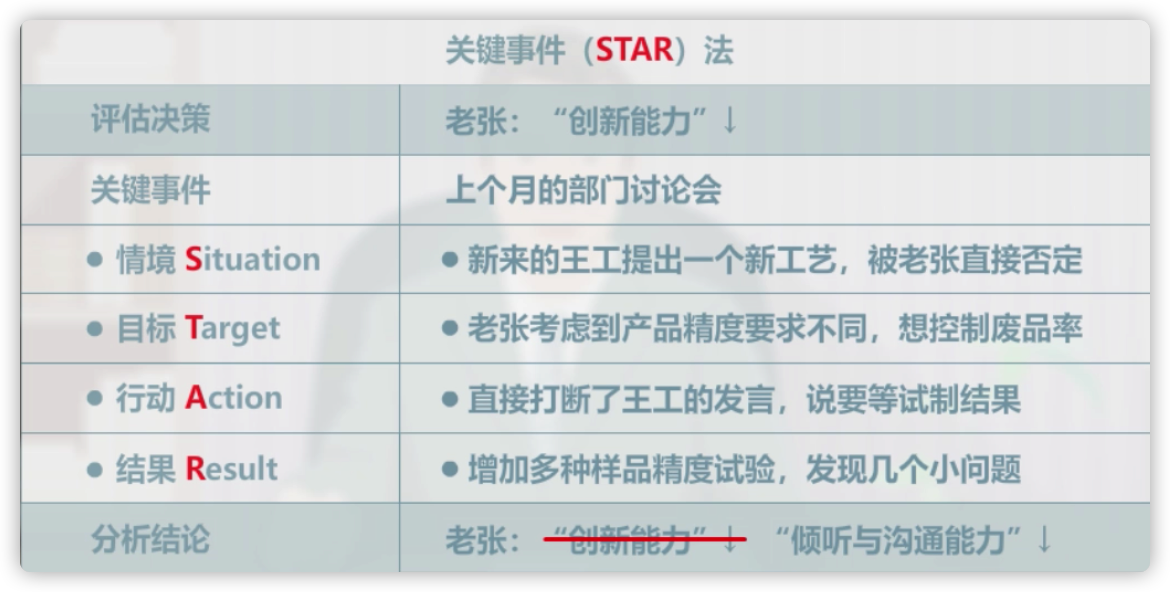 关键事件（STAR）法
评估决策 老张：“创新能力”↓
关键事件 上个月的部门讨论会
● 情境 Situation ● 新来的王工提出一个新工艺，被老张直接否定
● 目标 Target ● 老张考虑到产品精度要求不同，想控制废品率
● 行动 Action ● 直接打断了王工的发言，说要等试制结果
● 结果 Result ● 增加多种样品精度试验，发现几个小问题
分析结论 老张：“创新能力”↓ “倾听与沟通能力”↓